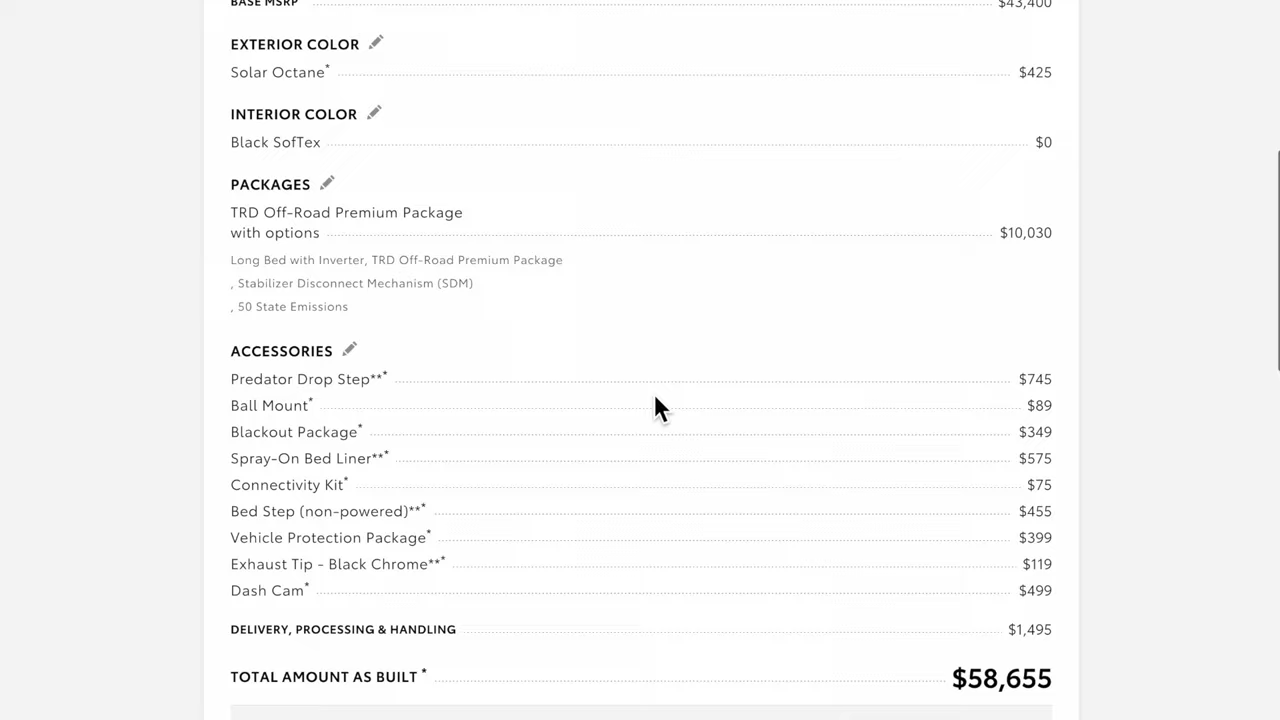 BASE MSRP $43,400
EXTERIOR COLOR
Solar Octane* $425
INTERIOR COLOR
Black SofTex $0
PACKAGES
TRD Off-Road Premium Package
with options $10,030
Long Bed with Inverter, TRD Off-Road Premium Package
, Stabilizer Disconnect Mechanism (SDM)
, 50 State Emissions
ACCESSORIES
Predator Drop Step*** $745
Ball Mount* $89
Blackout Package* $349
Spray-On Bed Liner*** $575
Connectivity Kit* $75
Bed Step (non-powered)*** $455
Vehicle Protection Package* $399
Exhaust Tip - Black Chrome*** $119
Dash Cam* $499
DELIVERY, PROCESSING & HANDLING $1,495
TOTAL AMOUNT AS BUILT* $58,655